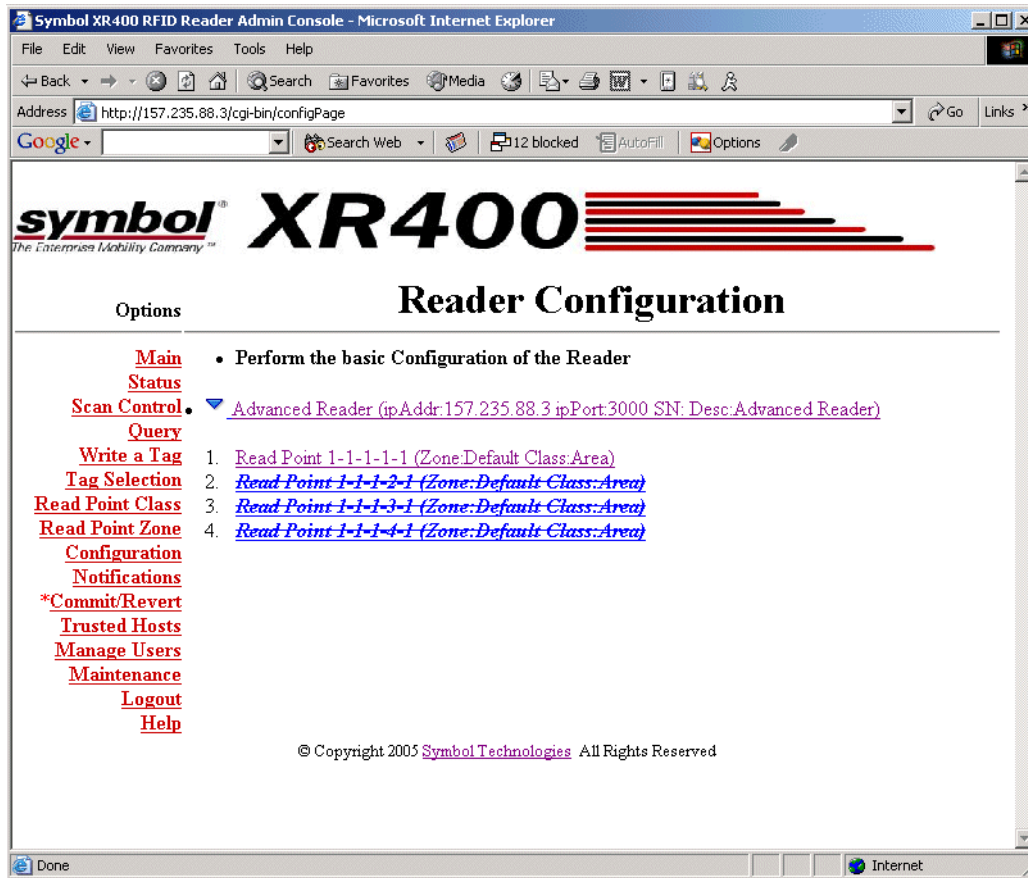 Symbol XR400 RFID Reader Admin Console - Microsoft Internet Explorer
File Edit View Favorites Tools Help
Back Search Favorites Media
Address http://157.235.88.3/cgi-bin/configPage Go Links »
Google Search Web 12 blocked AutoFill Options
symbol® XR400
The Enterprise Mobility Company ™
Options Reader Configuration
Main • Perform the basic Configuration of the Reader
Status
Scan Control • Advanced Reader (ipAddr:157.235.88.3 ipPort:3000 SN: Desc:Advanced Reader)
Query
Write a Tag 1. Read Point 1-1-1-1-1 (Zone:Default Class:Area)
Tag Selection 2. Read Point 1-1-1-2-1 (Zone:Default Class:Area)
Read Point Class 3. Read Point 1-1-1-3-1 (Zone:Default Class:Area)
Read Point Zone 4. Read Point 1-1-1-4-1 (Zone:Default Class:Area)
Configuration
Notifications
*Commit/Revert
Trusted Hosts
Manage Users
Maintenance
Logout
Help
© Copyright 2005 Symbol Technologies All Rights Reserved
Done Internet